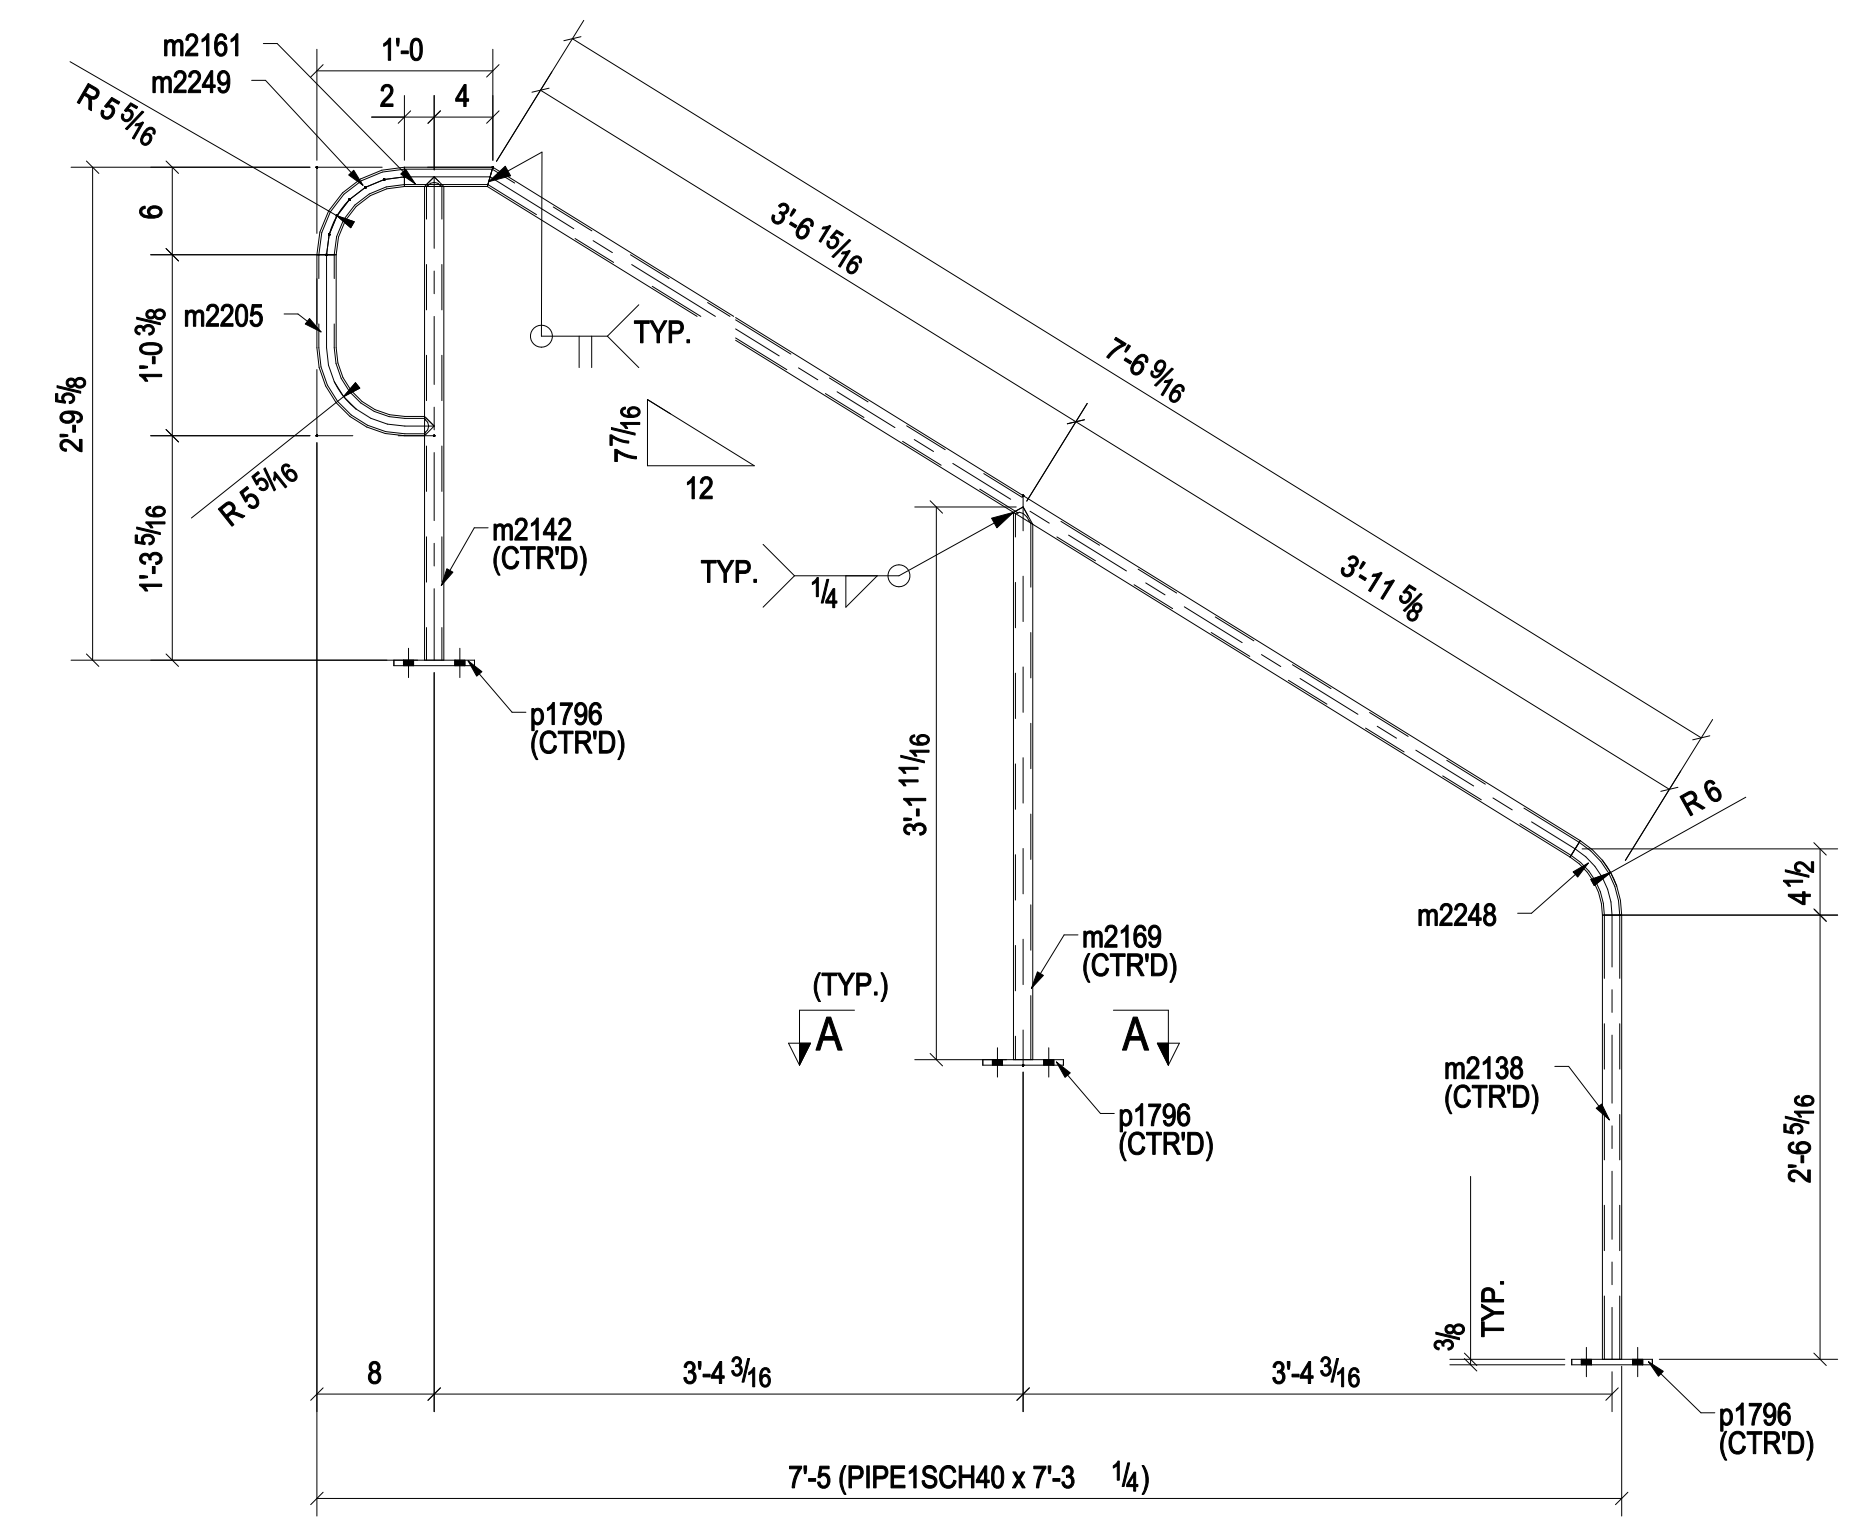 m2161
m2249
1'-0
2
4
R 5 5/16
6
m2205
1'-0 3/8
2'-9 5/8
R 5 5/16
1'-3 5/16
TYP.
7 7/16
12
3'-6 15/16
7'-6 9/16
3'-11 5/8
m2142
(CTR'D)
TYP.
1/4
p1796
(CTR'D)
3'-1 11/16
R 6
4 1/2
m2248
m2169
(CTR'D)
(TYP.)
A
A
m2138
(CTR'D)
p1796
(CTR'D)
2'-6 5/16
3/8
TYP.
8
3'-4 3/16
3'-4 3/16
p1796
(CTR'D)
7'-5 (PIPE1SCH40 x 7'-3 1/4)